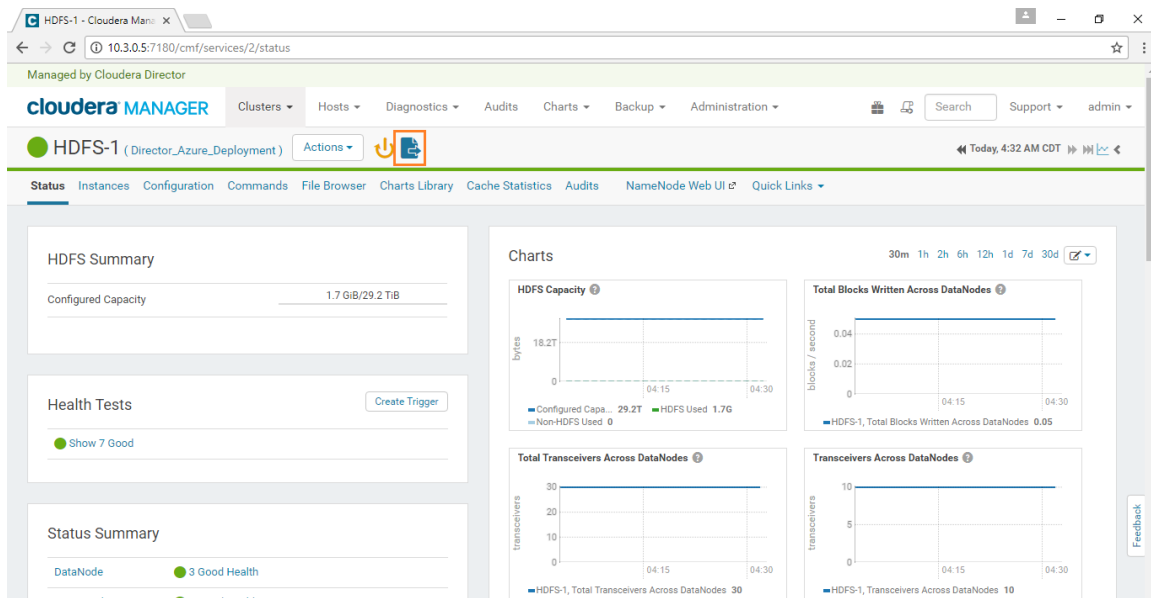 HDFS-1 - Cloudera Mana
10.3.0.5:7180/cmf/services/2/status
Managed by Cloudera Director
cloudera MANAGER Clusters Hosts Diagnostics Audits Charts Backup Administration Search Support admin
HDFS-1 ( Director_Azure_Deployment ) Actions Today, 4:32 AM CDT
Status Instances Configuration Commands File Browser Charts Library Cache Statistics Audits NameNode Web UI Quick Links
HDFS Summary
Configured Capacity 1.7 GiB/29.2 TiB
Health Tests Create Trigger
Show 7 Good
Status Summary
DataNode 3 Good Health
Charts 30m 1h 2h 6h 12h 1d 7d 30d
HDFS Capacity
bytes
18.2T
0
04:15 04:30
Configured Capa... 29.2T HDFS Used 1.7G
Non-HDFS Used 0
Total Blocks Written Across DataNodes
blocks / second
0.04
0.02
0
04:15 04:30
HDFS-1, Total Blocks Written Across DataNodes 0.05
Total Transceivers Across DataNodes
transceivers
30
20
10
0
04:15 04:30
HDFS-1, Total Transceivers Across DataNodes 30
Transceivers Across DataNodes
transceivers
10
5
0
04:15 04:30
HDFS-1, Transceivers Across DataNodes 10
Feedback